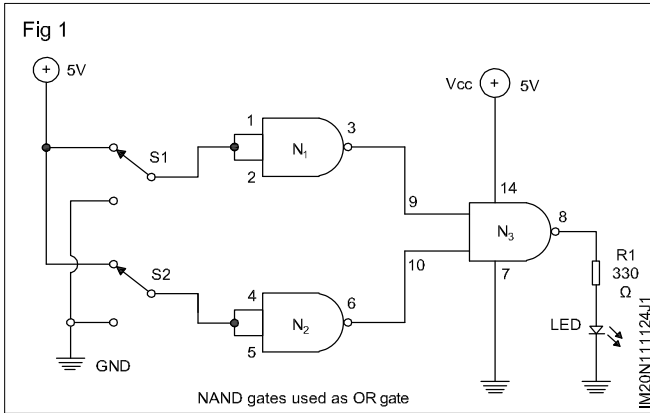 Fig 1
5V
Vcc
5V
1
3
S1
N1
2
14
9
8
N3
10
7
R1
330
Ω
S2
4
6
N2
5
LED
GND
NAND gates used as OR gate
IM20N111124J1